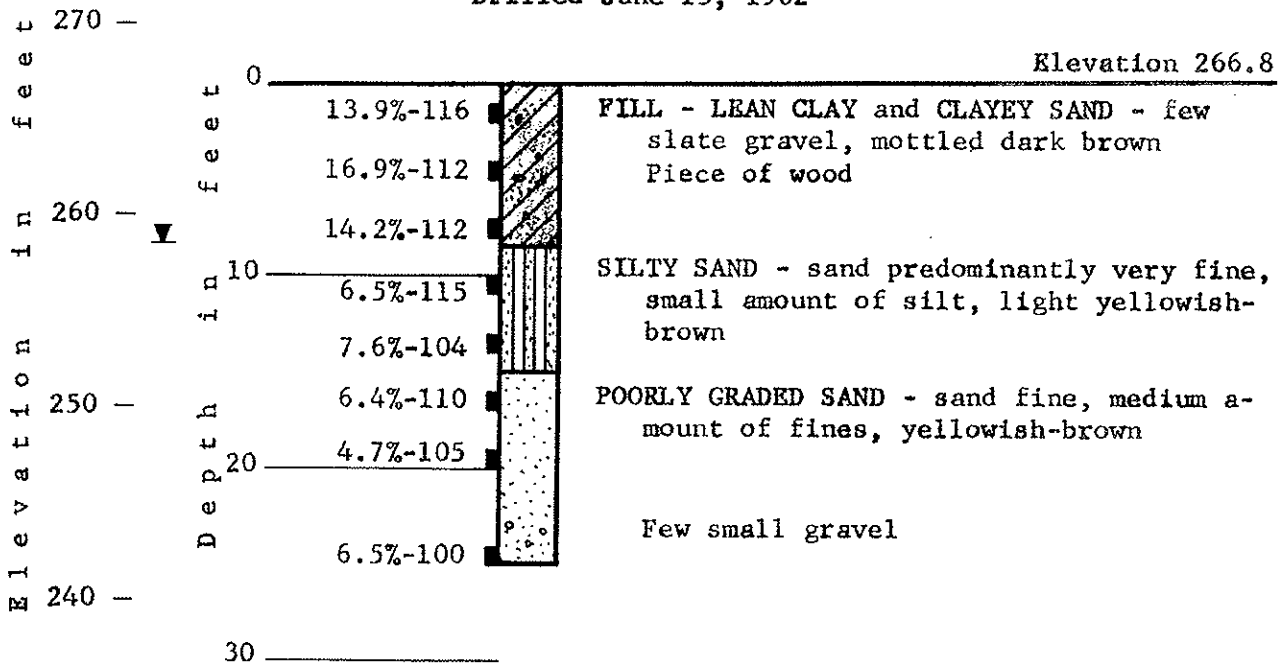 Drilled June
270 —
Elevation 266.8
0
13.9%-116
FILL - LEAN CLAY and CLAYEY SAND - few
slate gravel, mottled dark brown
16.9%-112
Piece of wood
260 —
14.2%-112
10
SILTY SAND - sand predominantly very fine,
6.5%-115
small amount of silt, light yellowish-
brown
7.6%-104
250 —
6.4%-110
POORLY GRADED SAND - sand fine, medium a-
mount of fines, yellowish-brown
4.7%-105
20
Few small gravel
6.5%-100
240 —
30
Elevation in feet
Depth in feet